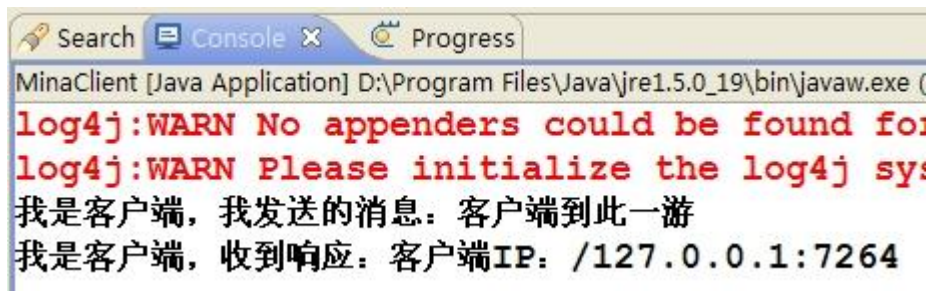 Search Console Progress
MinaClient [Java Application] D:\Program Files\Java\jre1.5.0_19\bin\javaw.exe (
log4j:WARN No appenders could be found for
log4j:WARN Please initialize the log4j sys
我是客户端，我发送的消息：客户端到此一游
我是客户端，收到响应：客户端IP：/127.0.0.1:7264